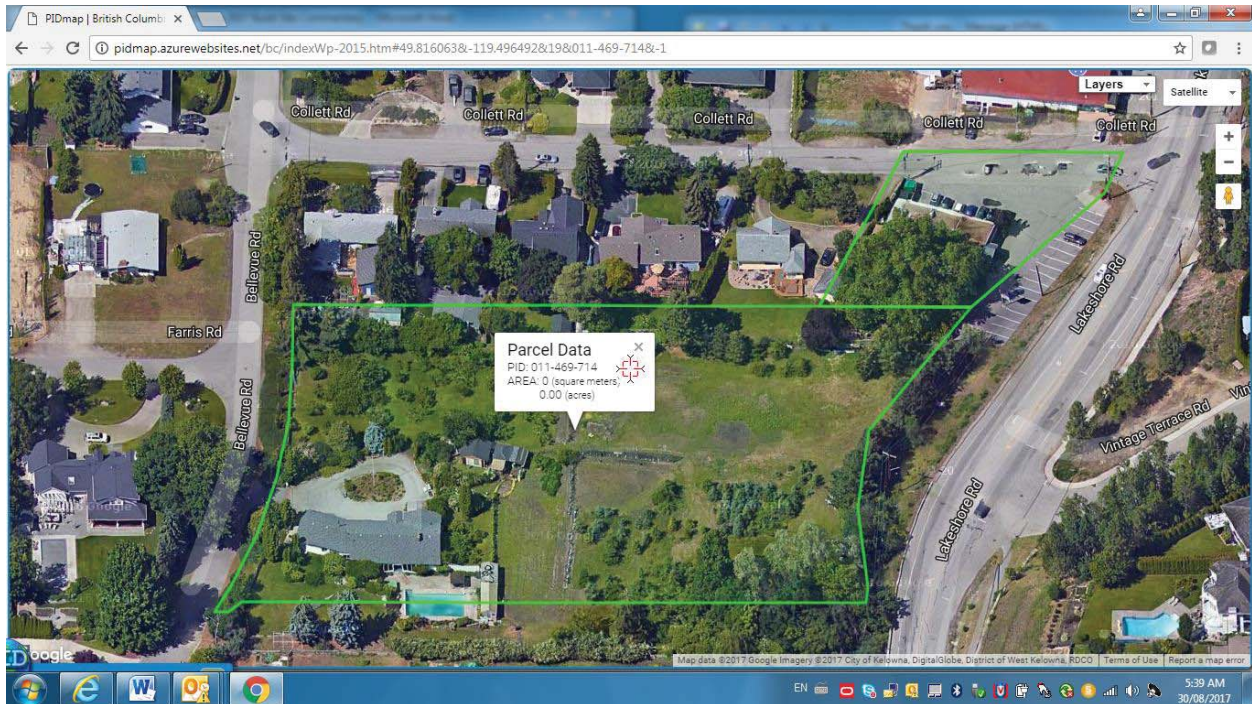 PIDmap | British Columbi
pidmap.azurewebsites.net/bc/indexWp-2015.htm#49.816063&-119.496492&19&011-469-714&-1
Layers
Satellite
Collett Rd
Collett Rd
Collett Rd
Collett Rd
Collett Rd
Bellevue Rd
Farris Rd
Lakeshore Rd
Parcel Data
PID: 011-469-714
AREA: 0 (square meters)
0.00 (acres)
Bellevue Rd
Vintage Terrace Rd
Vin
Lakeshore Rd
Google
Map data ©2017 Google Imagery ©2017 City of Kelowna, DigitalGlobe, District of West Kelowna, RDCO
Terms of Use
Report a map error
EN
5:39 AM
30/08/2017